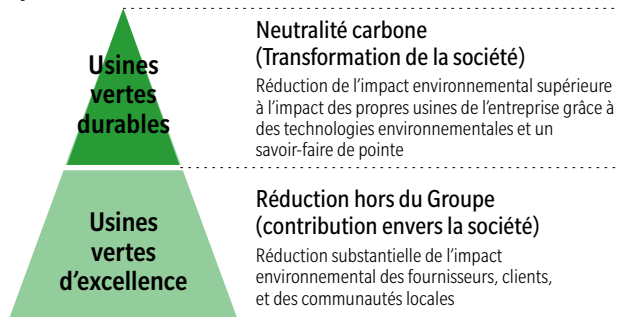 Usines
vertes
durables
Neutralité carbone
(Transformation de la société)
Réduction de l'impact environnemental supérieure
à l'impact des propres usines de l'entreprise grâce à
des technologies environnementales et un
savoir-faire de pointe
Usines
vertes
d'excellence
Réduction hors du Groupe
(contribution envers la société)
Réduction substantielle de l'impact
environnemental des fournisseurs, clients,
et des communautés locales